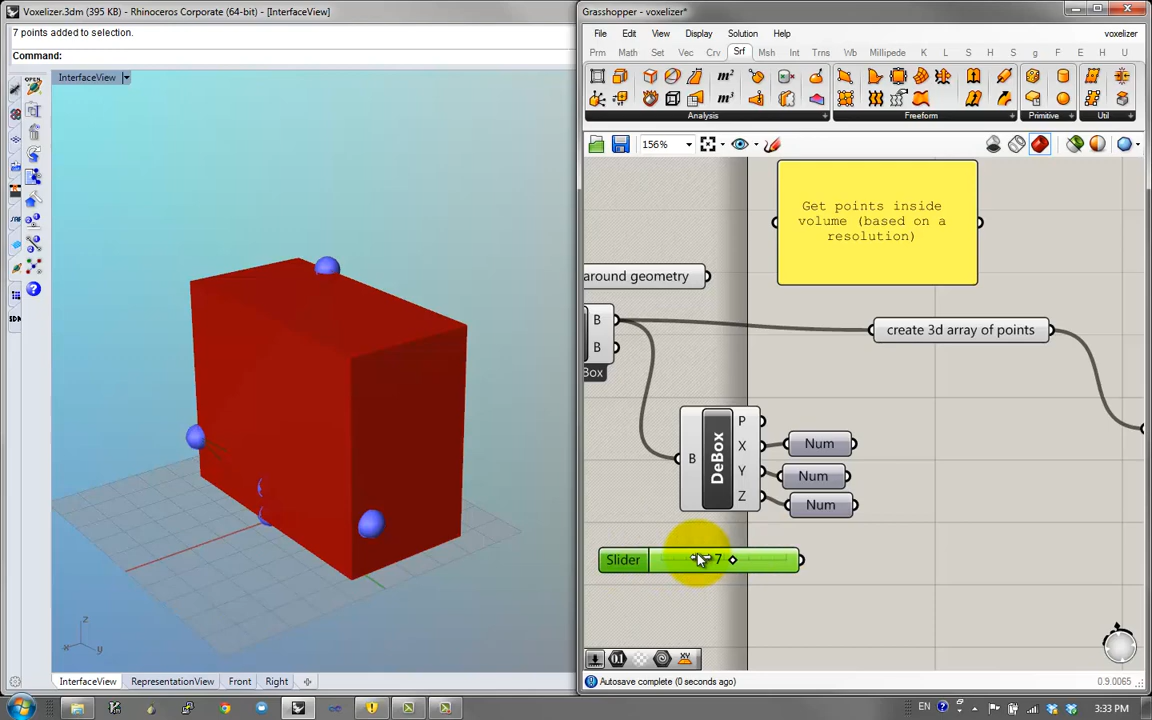 Voxelizer.3dm (395 KB) - Rhinoceros Corporate (64-bit) - [InterfaceView]
7 points added to selection.
Command:
InterfaceView
OPEN
InterfaceView
RepresentationView
Front
Right
Grasshopper - voxelizer*
File
Edit
View
Display
Solution
Help
voxelizer
Prm
Math
Set
Vec
Crv
Srf
Msh
Int
Trns
Wb
Millipede
K
L
S
H
S
g
F
E
H
U
m²
m³
Analysis
Freeform
Primitive
Util
156%
Get points inside
volume (based on a
resolution)
around geometry
B
B
Box
create 3d array of points
DeBox
B
P
X
Y
Z
Num
Num
Num
Slider
7
z
x
y
Autosave complete (0 seconds ago)
0.9.0065
EN
3:33 PM